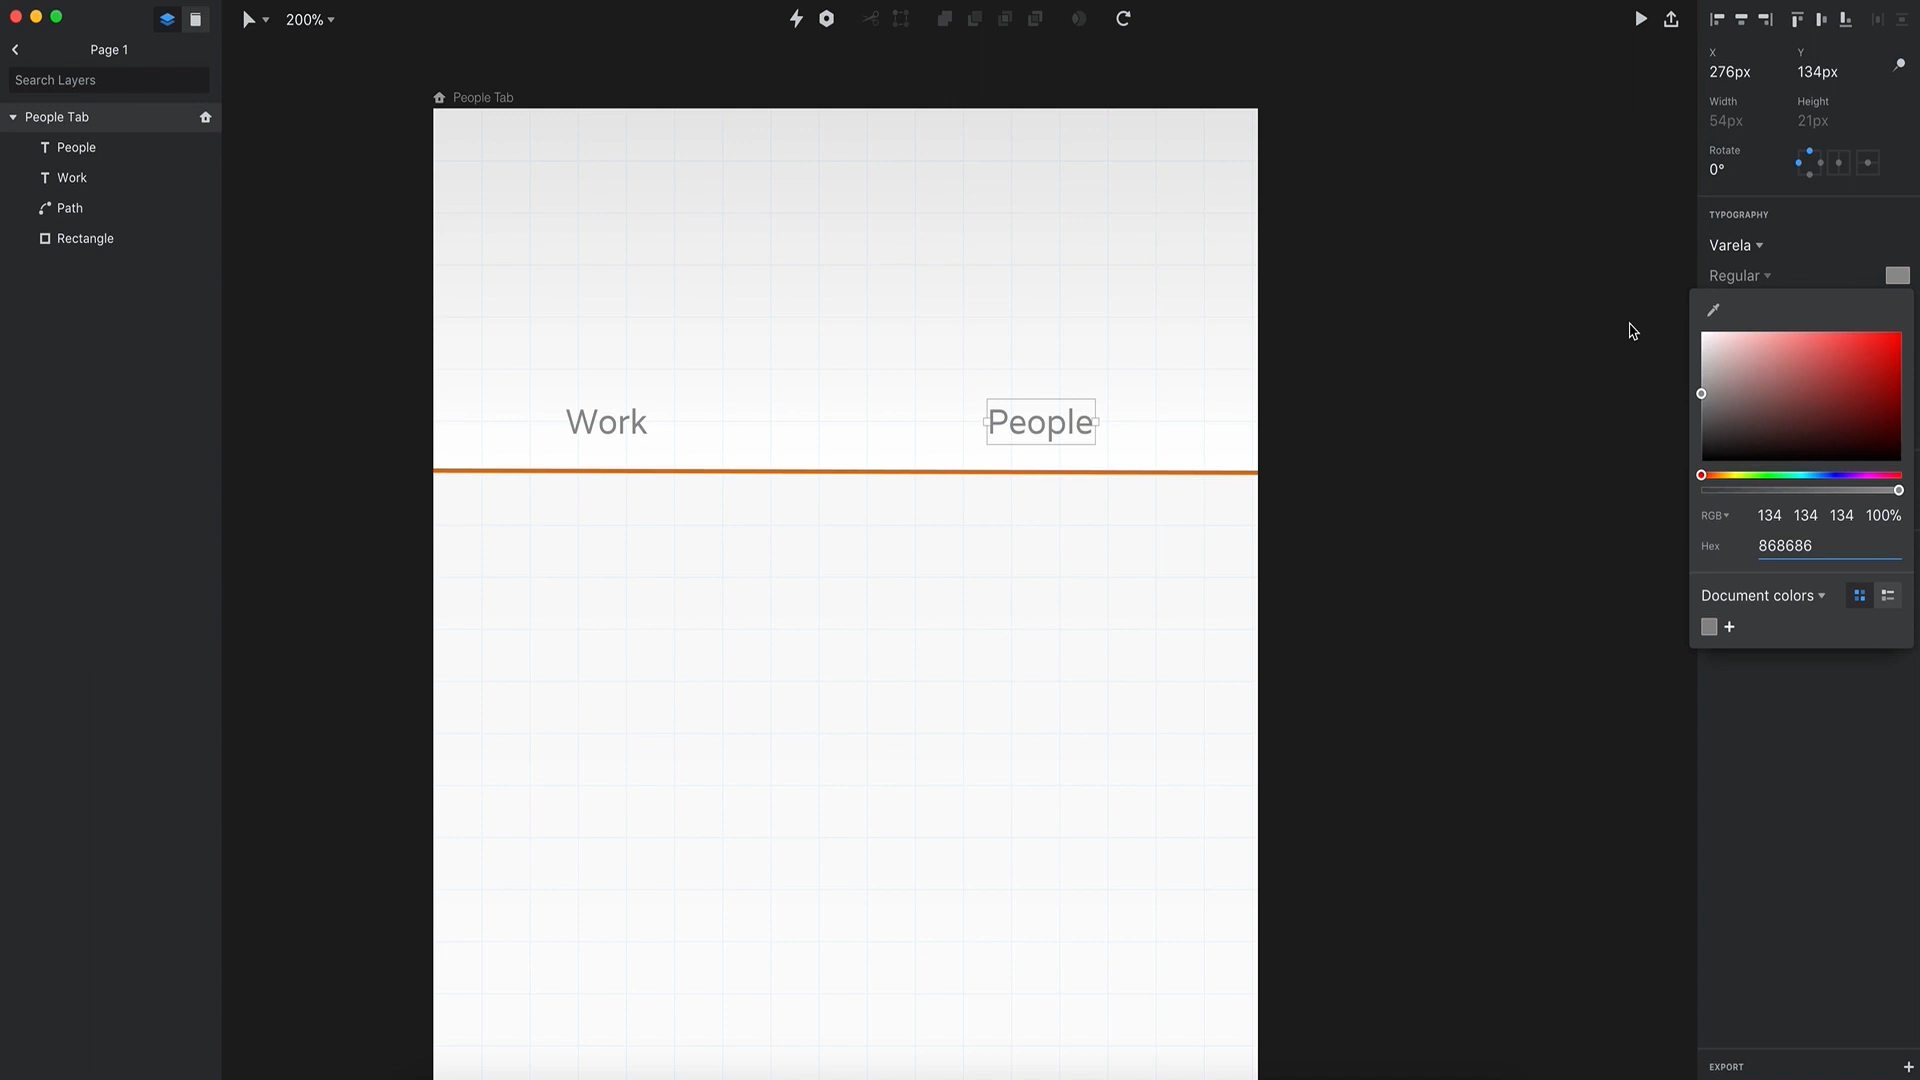 200%
Page 1
Search Layers
People Tab
People
Work
Path
Rectangle
People Tab
Work
People
X
Y
276px
134px
Width
Height
54px
21px
Rotate
0°
TYPOGRAPHY
Varela
Regular
RGB
134 134 134 100%
Hex
868686
Document colors
EXPORT